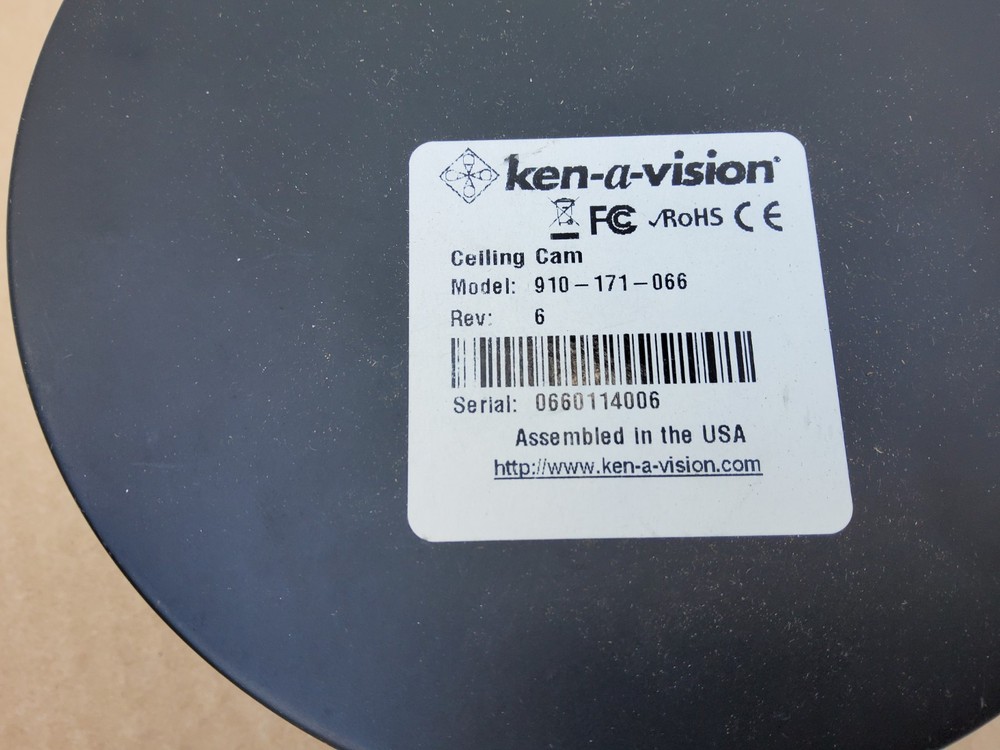 ken-a-vision®
FC √RoHS CE
Ceiling Cam
Model: 910-171-066
Rev: 6
Serial: 0660114006
Assembled in the USA
http://www.ken-a-vision.com